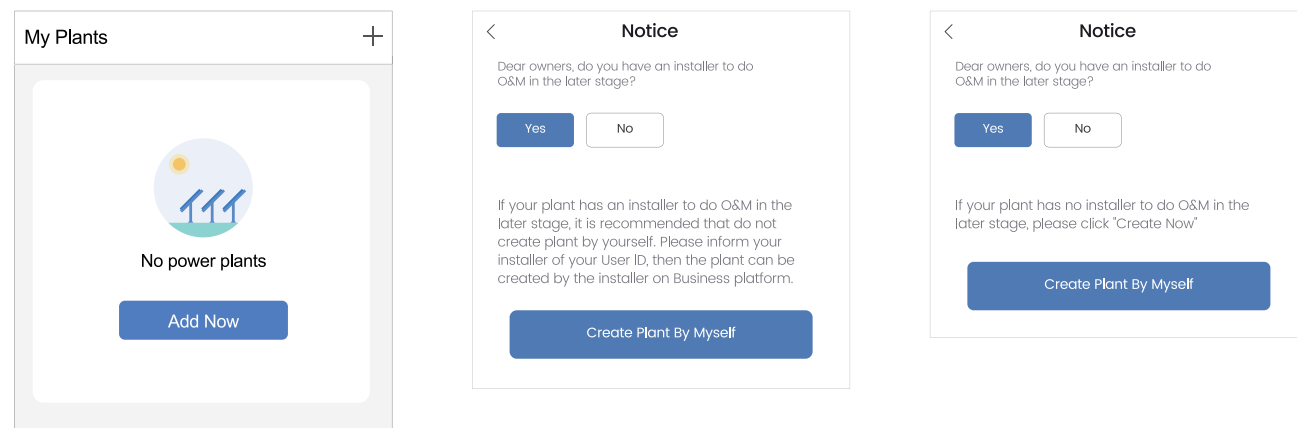 My Plants
No power plants
Add Now
Notice
Dear owners, do you have an installer to do
O&M in the later stage?
Yes
No
If your plant has an installer to do O&M in the
later stage, it is recommended that do not
create plant by yourself. Please inform your
installer of your User ID, then the plant can be
created by the installer on Business platform.
Create Plant By Myself
Notice
Dear owners, do you have an installer to do
O&M in the later stage?
Yes
No
If your plant has no installer to do O&M in the
later stage, please click "Create Now"
Create Plant By Myself